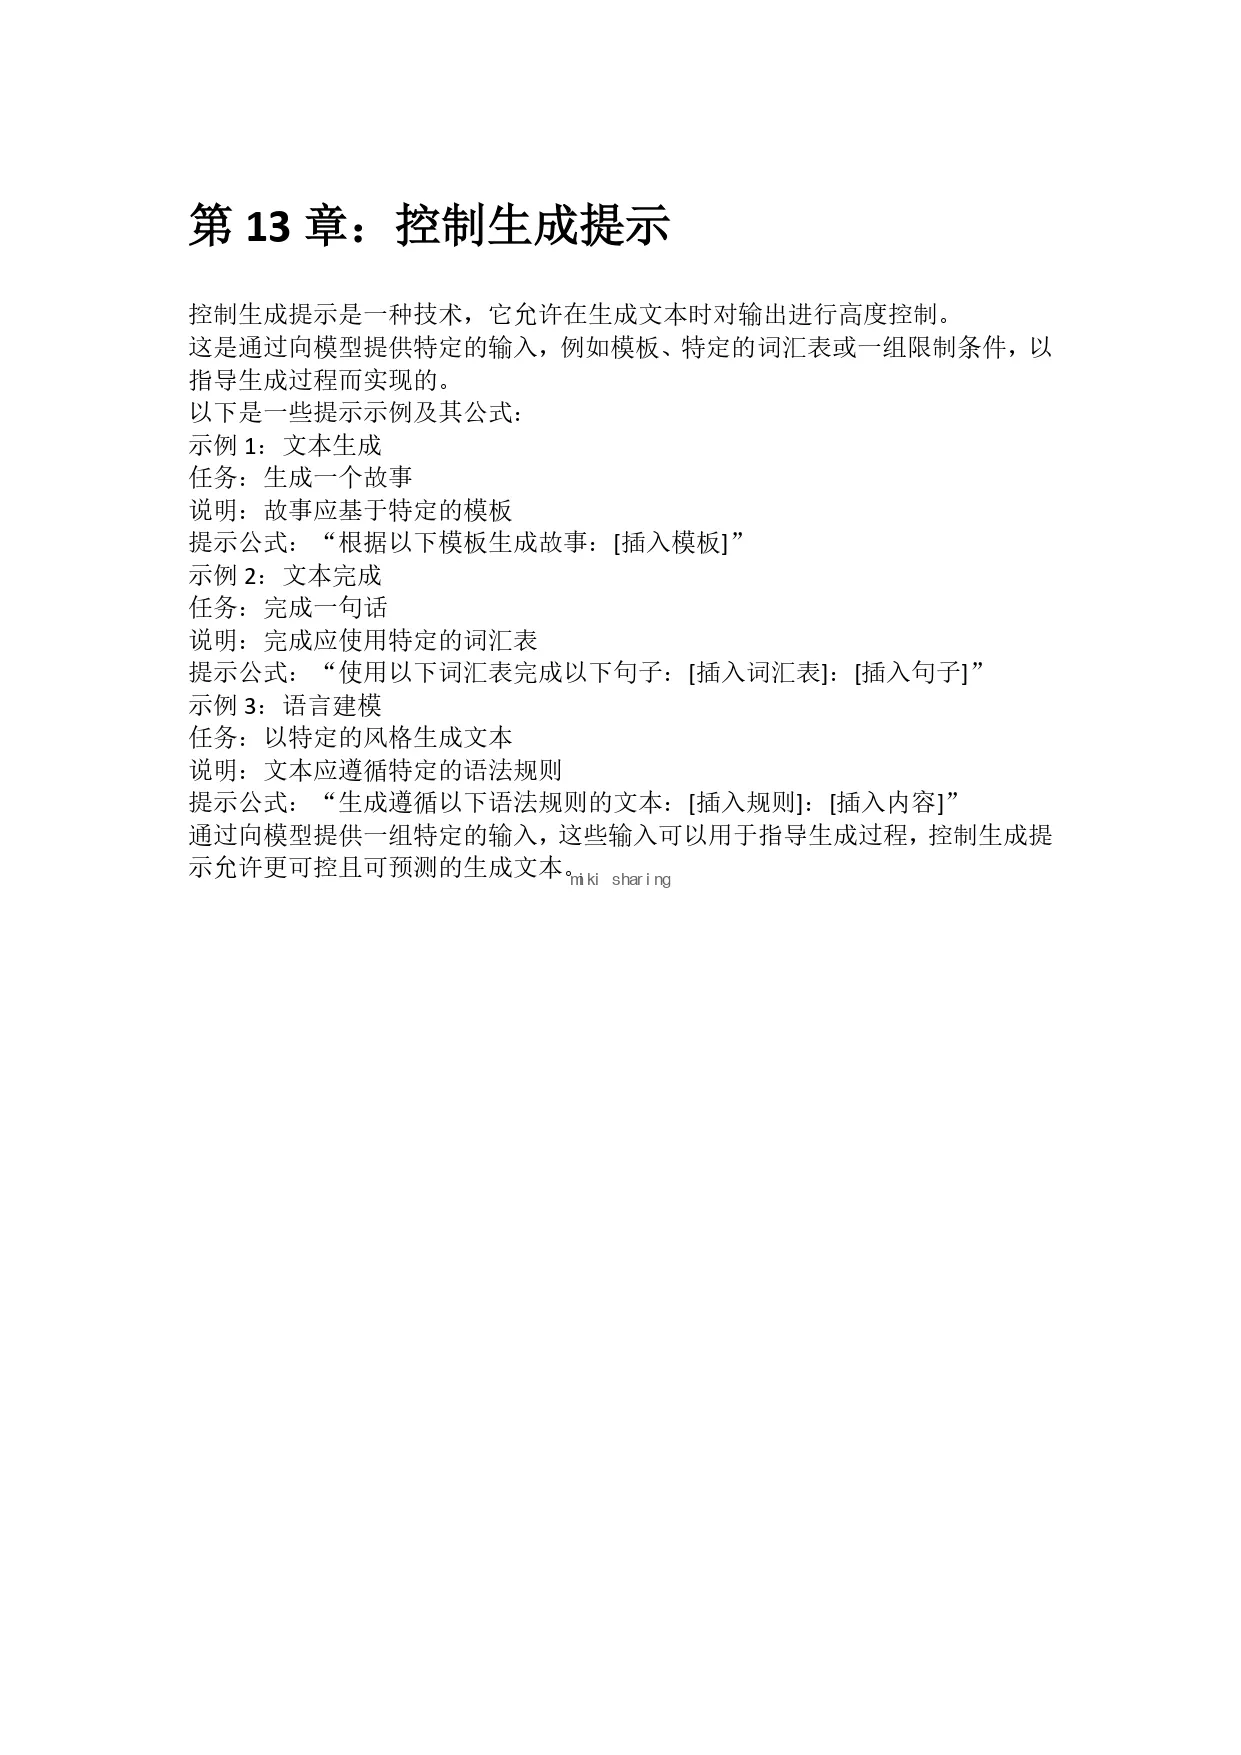 第 13 章：控制生成提示
控制生成提示是一种技术，它允许在生成文本时对输出进行高度控制。
这是通过向模型提供特定的输入，例如模板、特定的词汇表或一组限制条件，以
指导生成过程而实现的。
以下是一些提示示例及其公式：
示例 1：文本生成
任务：生成一个故事
说明：故事应基于特定的模板
提示公式：“根据以下模板生成故事：[插入模板]”
示例 2：文本完成
任务：完成一句话
说明：完成应使用特定的词汇表
提示公式：“使用以下词汇表完成以下句子：[插入词汇表]：[插入句子]”
示例 3：语言建模
任务：以特定的风格生成文本
说明：文本应遵循特定的语法规则
提示公式：“生成遵循以下语法规则的文本：[插入规则]：[插入内容]”
通过向模型提供一组特定的输入，这些输入可以用于指导生成过程，控制生成提
示允许更可控且可预测的生成文本。
miki sharing